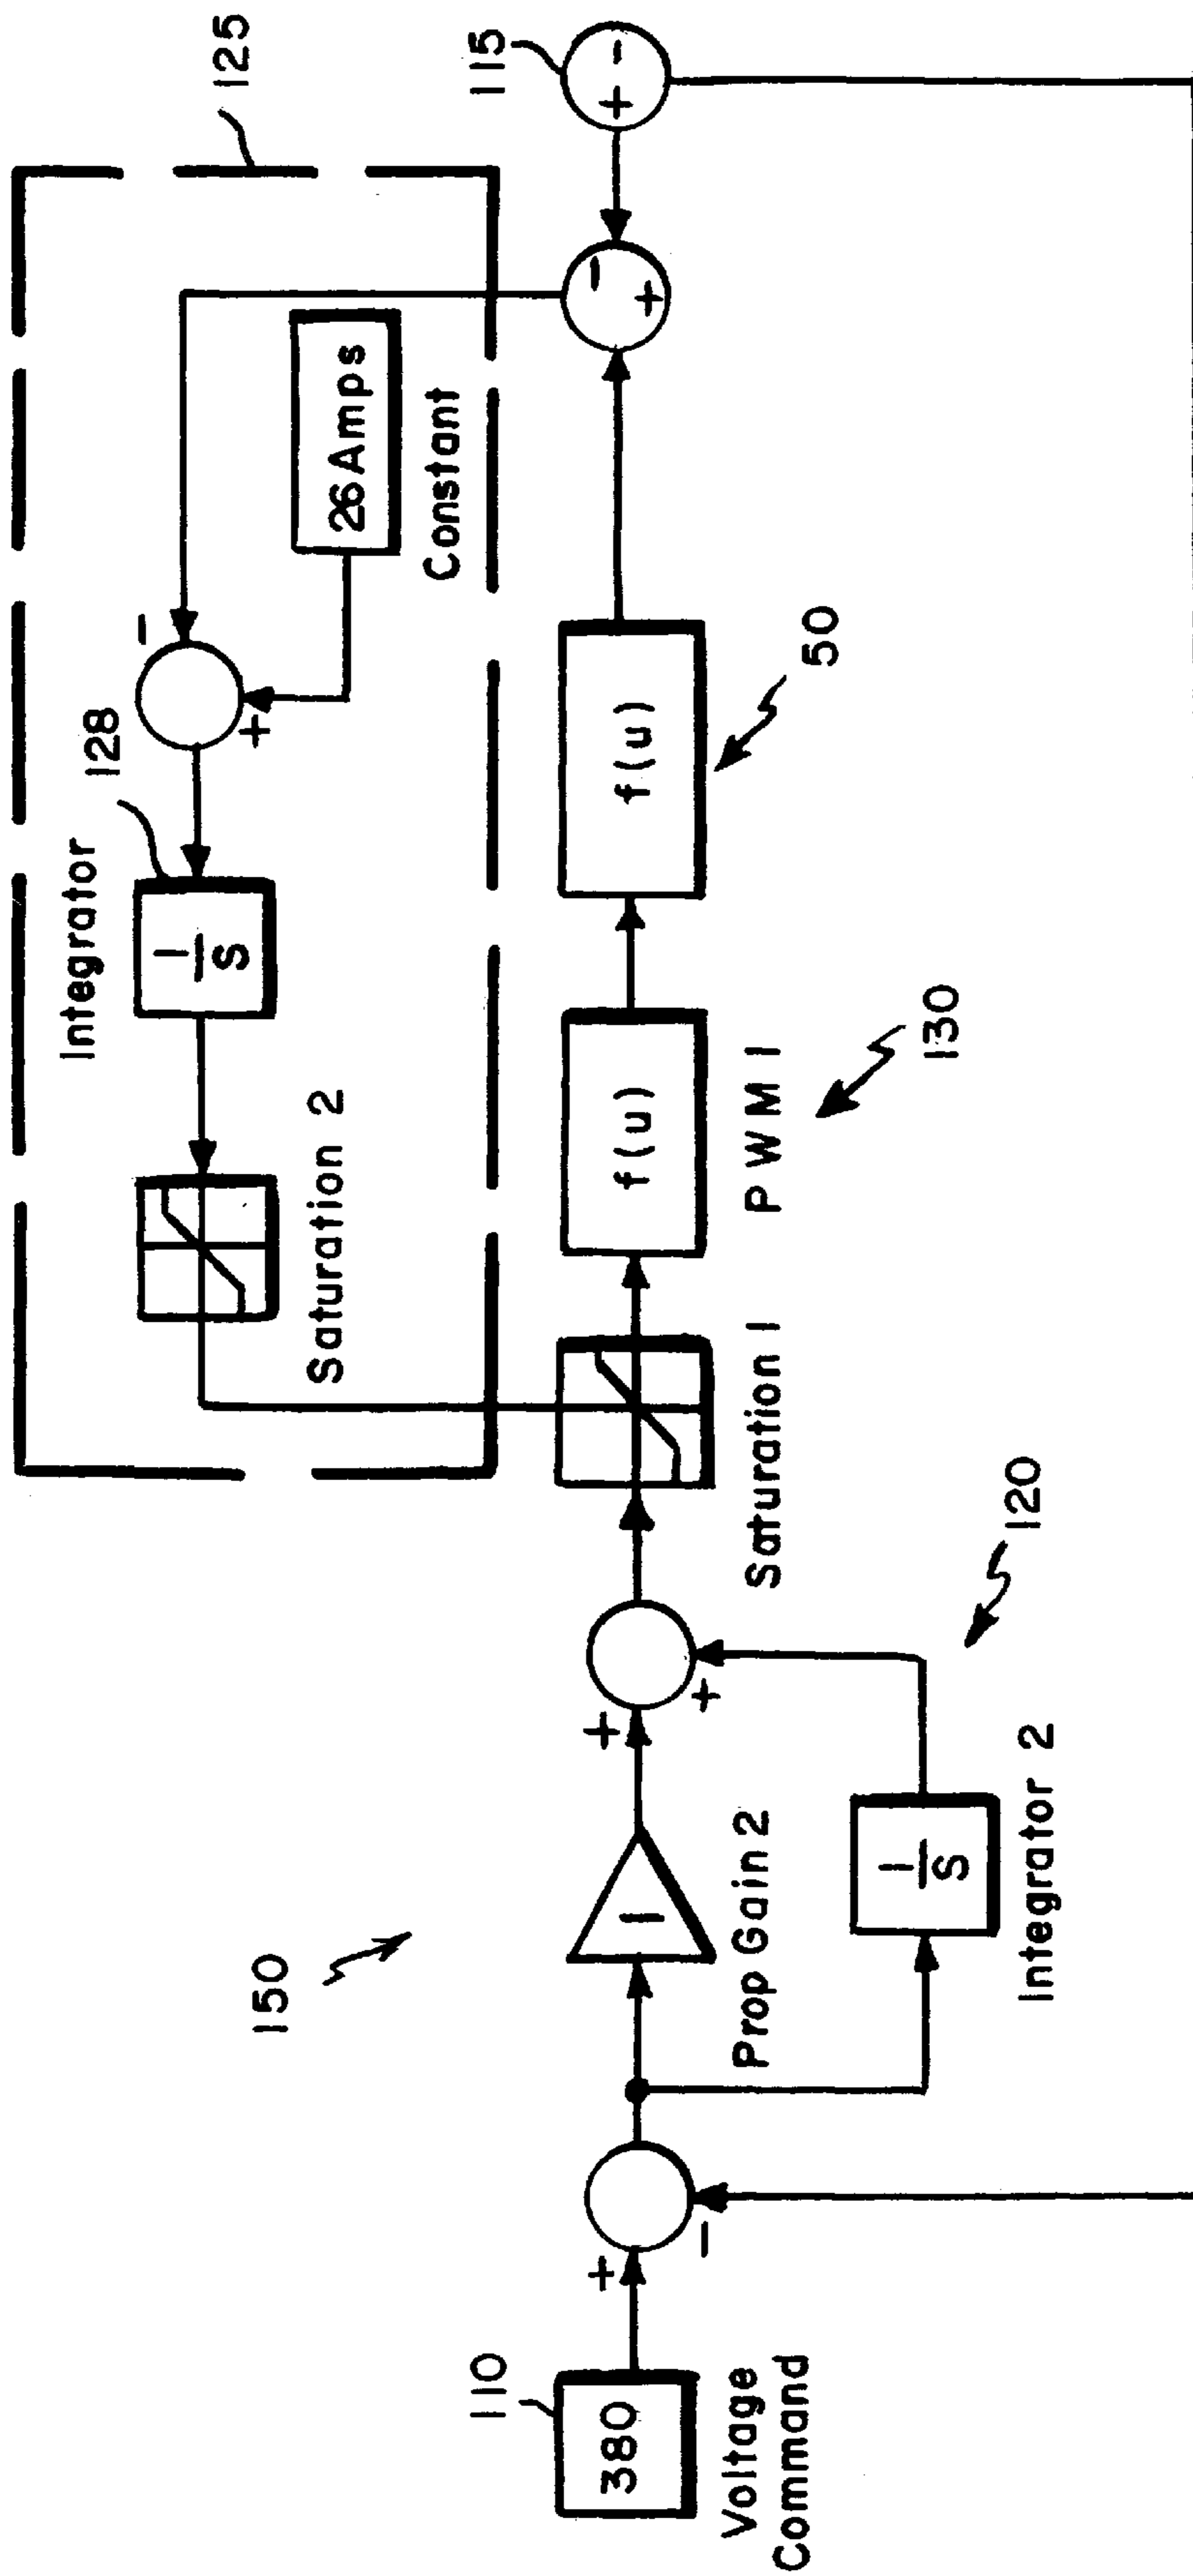 125
115
- +
- +
26 Amps
Constant
-
+
128
Integrator
1
S
Saturation 2
f(u)
50
f(u)
PWM 1
130
Saturation 1
120
+
+
150
1
Prop Gain 2
1
S
Integrator 2
+
-
110
380
Voltage
Command